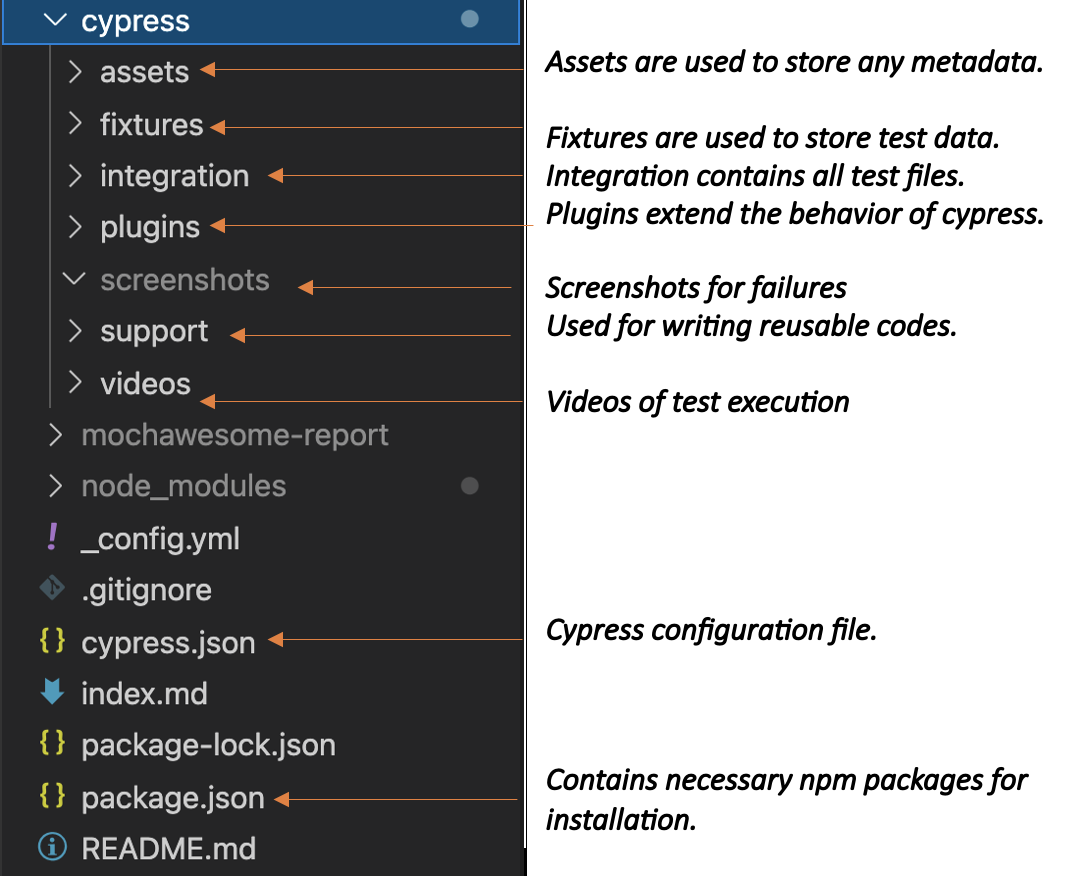 cypress
assets
Assets are used to store any metadata.
fixtures
Fixtures are used to store test data.
integration
Integration contains all test files.
plugins
Plugins extend the behavior of cypress.
screenshots
Screenshots for failures
support
Used for writing reusable codes.
videos
Videos of test execution
mochawesome-report
node_modules
_config.yml
.gitignore
cypress.json
Cypress configuration file.
index.md
package-lock.json
package.json
Contains necessary npm packages for
installation.
README.md